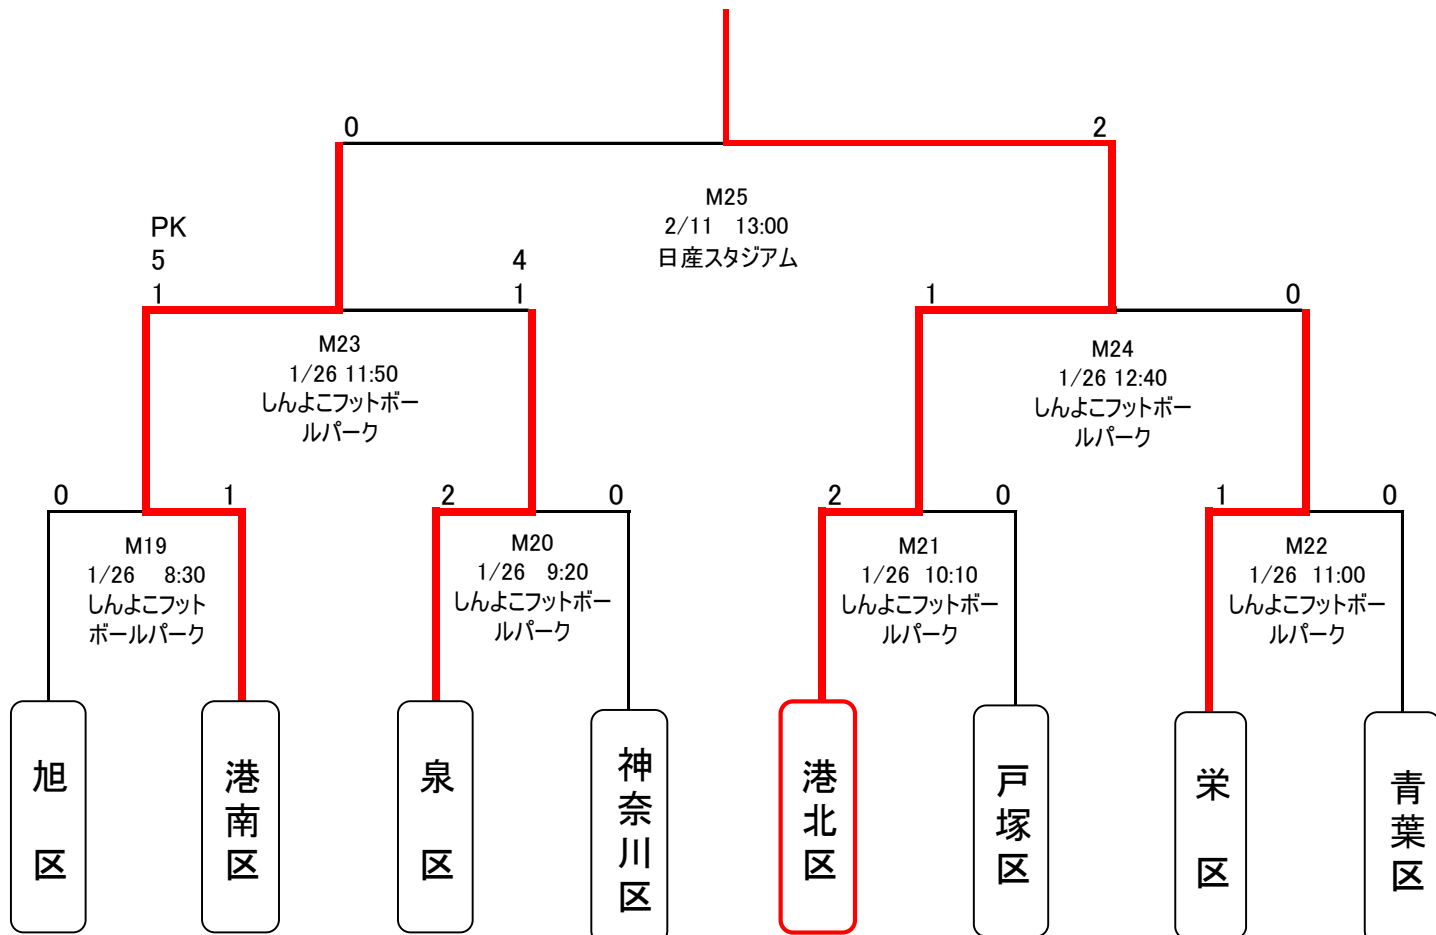 0 2
M25
2/11 13:00
日産スタジアム
PK
5 4
1 1
1 0
M23
1/26 11:50
しんよこフットボー
ルパーク
M24
1/26 12:40
しんよこフットボー
ルパーク
0 1
2 0
2 0
1 0
M19
1/26 8:30
しんよこフット
ボールパーク
M20
1/26 9:20
しんよこフットボー
ルパーク
M21
1/26 10:10
しんよこフットボー
ルパーク
M22
1/26 11:00
しんよこフットボー
ルパーク
旭区
港南区
泉区
神奈川区
港北区
戸塚区
栄区
青葉区